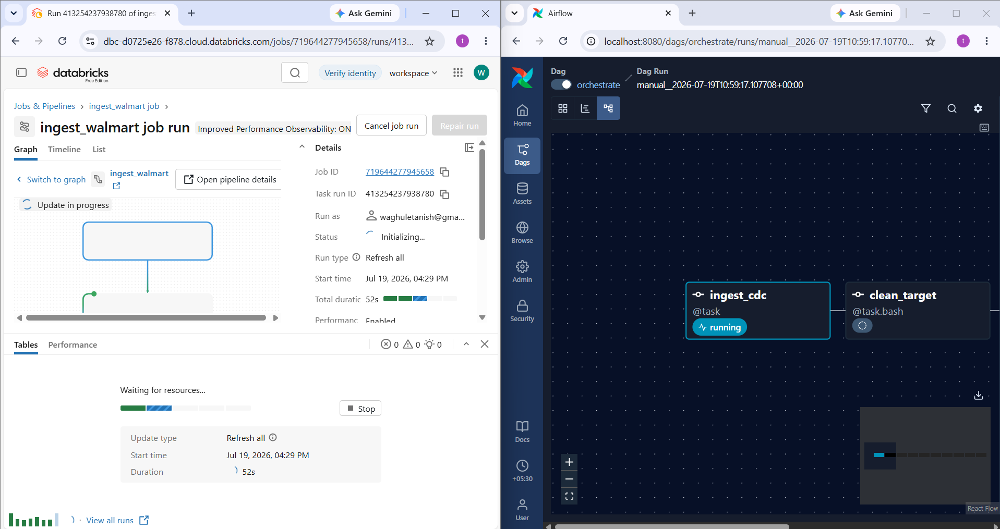 Run 413254237938780 of inges
Ask Gemini
dbc-d0725e26-f878.cloud.databricks.com/jobs/719644277945658/runs/413...
t
databricks
Free Edition
Verify identity
workspace
W
Jobs & Pipelines
ingest_walmart job
ingest_walmart job run
Improved Performance Observability: ON
Cancel job run
Repair run
Graph
Timeline
List
Switch to graph
ingest_walmart
Open pipeline details
Update in progress
Details
Job ID
719644277945658
Task run ID
413254237938780
Run as
waghuletanish@gma...
Status
Initializing...
Run type
Refresh all
Start time
Jul 19, 2026, 04:29 PM
Total duratic
52s
Performanc
Enabled
Tables
Performance
0
0
0
Waiting for resources...
Stop
Update type
Refresh all
Start time
Jul 19, 2026, 04:29 PM
Duration
52s
View all runs
Airflow
Ask Gemini
localhost:8080/dags/orchestrate/runs/manual__2026-07-19T10:59:17.10770...
t
Dag
orchestrate
Dag Run
manual__2026-07-19T10:59:17.107708+00:00
Home
Dags
Assets
Browse
Admin
Security
Docs
+05:30
User
ingest_cdc
@task
running
clean_target
@task.bash
React Flow